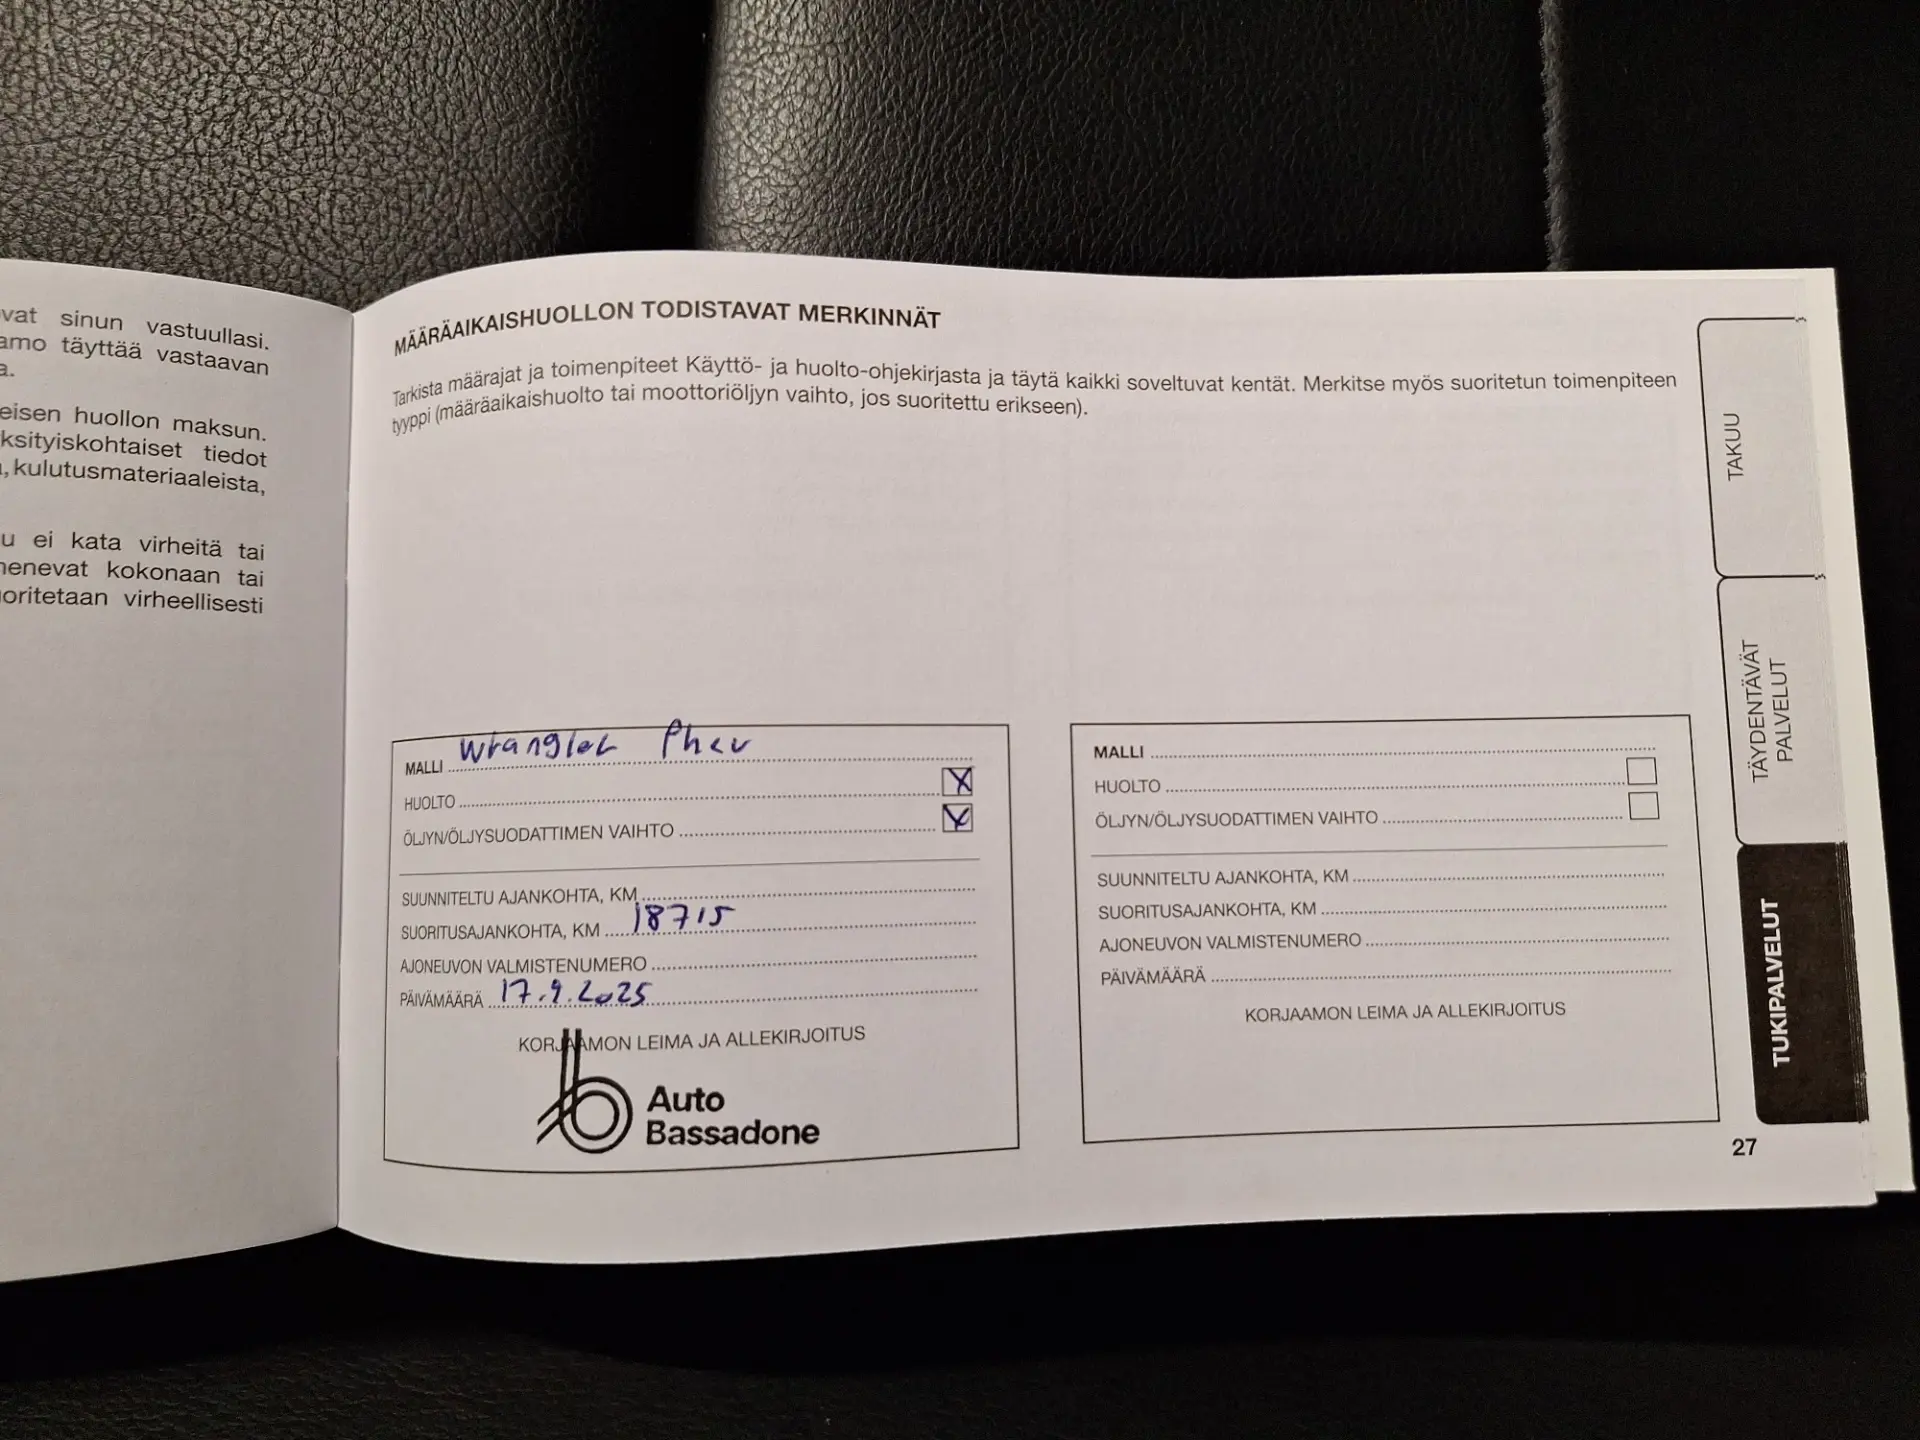 vat sinun vastuullasi.
amo täyttää vastaavan
a.
eisen huollon maksun.
ksityiskohtaiset tiedot
, kulutusmateriaaleista,
u ei kata virheitä tai
nenevat kokonaan tai
oritetaan virheellisesti
MÄÄRÄAIKAISHUOLLON TODISTAVAT MERKINNÄT
Tarkista määrajat ja toimenpiteet Käyttö- ja huolto-ohjekirjasta ja täytä kaikki soveltuvat kentät. Merkitse myös suoritetun toimenpiteen
tyyppi (määräaikaishuolto tai moottoriöljyn vaihto, jos suoritettu erikseen).
MALLI Wrangler Phev
HUOLTO X
ÖLJYN/ÖLJYSUODATTIMEN VAIHTO X
SUUNNITELTU AJANKOHTA, KM
SUORITUSAJANKOHTA, KM 18715
AJONEUVON VALMISTENUMERO
PÄIVÄMÄÄRÄ 17.9.2025
KORJAAMON LEIMA JA ALLEKIRJOITUS
Auto
Bassadone
MALLI
HUOLTO
ÖLJYN/ÖLJYSUODATTIMEN VAIHTO
SUUNNITELTU AJANKOHTA, KM
SUORITUSAJANKOHTA, KM
AJONEUVON VALMISTENUMERO
PÄIVÄMÄÄRÄ
KORJAAMON LEIMA JA ALLEKIRJOITUS
TAKUU
TÄYDENTÄVÄT
PALVELUT
TUKIPALVELUT
27